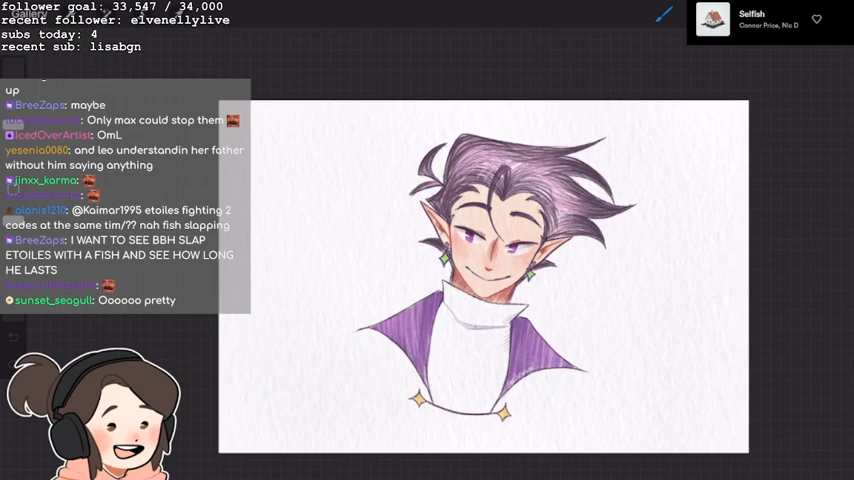 follower goal: 33,547 / 34,000
recent follower: elvenellylive
subs today: 4
recent sub: lisabgn
Gallery
Selfish
Connor Price, Nic D
up
BreeZaps: maybe
Only max could stop them
IcedOverArtist: OmL
yesenia0080: and leo understandin her father
without him saying anything
jinxx_karma:
alanis1210: @Kaimar1995 etoiles fighting 2
codes at the same tim/?? nah fish slapping
BreeZaps: I WANT TO SEE BBH SLAP
ETOILES WITH A FISH AND SEE HOW LONG
HE LASTS
sunset_seagull: Oooooo pretty